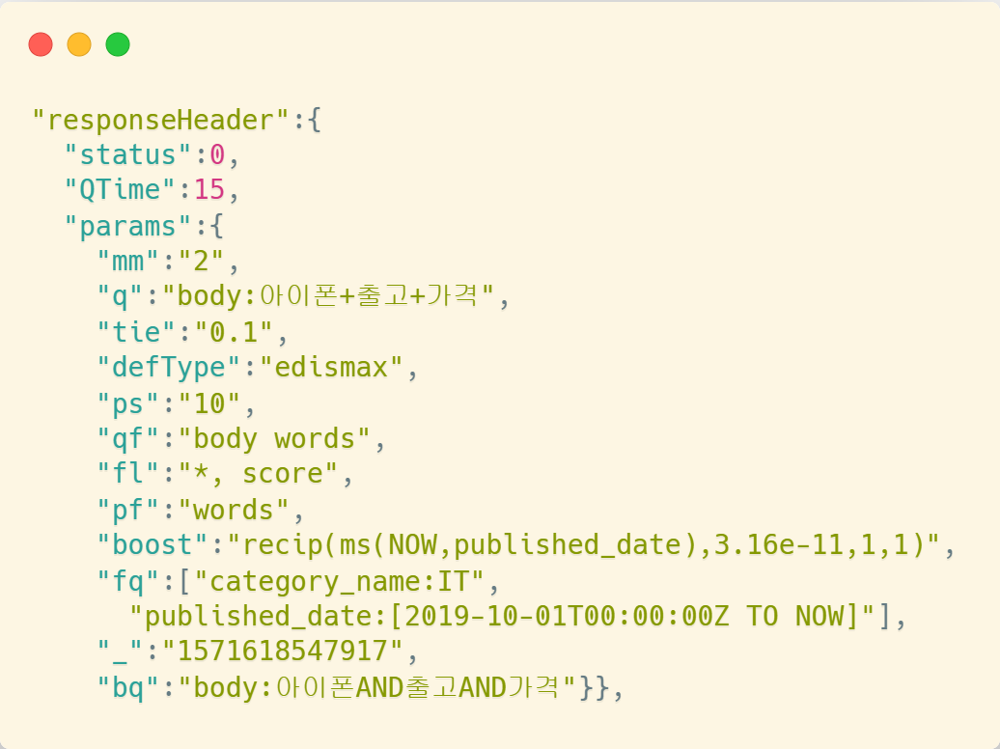 "responseHeader":{
"status":0,
"QTime":15,
"params":{
"mm":"2",
"q":"body:아이폰+출고+가격",
"tie":"0.1",
"defType":"edismax",
"ps":"10",
"qf":"body words",
"fl":"*, score",
"pf":"words",
"boost":"recip(ms(NOW,published_date),3.16e-11,1,1)",
"fq":["category_name:IT",
"published_date:[2019-10-01T00:00:00Z TO NOW]"],
"_":"1571618547917",
"bq":"body:아이폰AND출고AND가격"}},